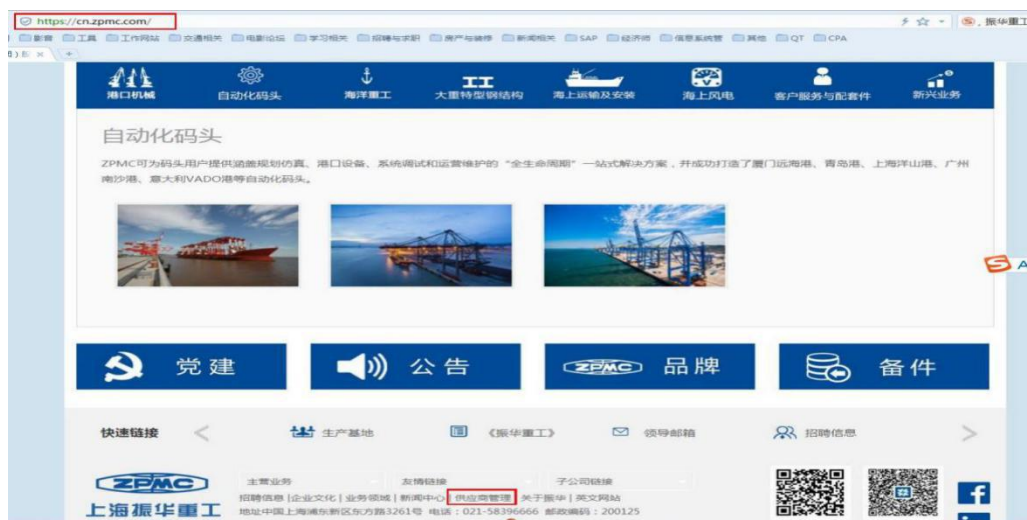 https://cn.zpmc.com/
振华重工
影音 工具 工作网站 交通相关 电影论坛 学习相关 招聘与求职 房产与装修 新闻相关 SAP 经济师 信息系统管 其他 QT CPA
港口机械 自动化码头 海洋重工 大重特型钢结构 海上运输及安装 海上风电 客户服务与配套件 新兴业务
自动化码头
ZPMC可为码头用户提供涵盖规划仿真、港口设备、系统调试和运营维护的“全生命周期”一站式解决方案，并成功打造了厦门远海港、青岛港、上海洋山港、广州
南沙港、意大利VADO港等自动化码头。
党建 公告 ZPMC 品牌 备件
快速链接 生产基地 《振华重工》 领导邮箱 招聘信息
ZPMC 主营业务 友情链接 子公司链接
招聘信息 |企业文化 | 业务领域 | 新闻中心 | 供应商管理 | 关于振华 | 英文网站
上海振华重工 地址中国上海浦东新区东方路3261号 电话：021-58396666 邮政编码：200125